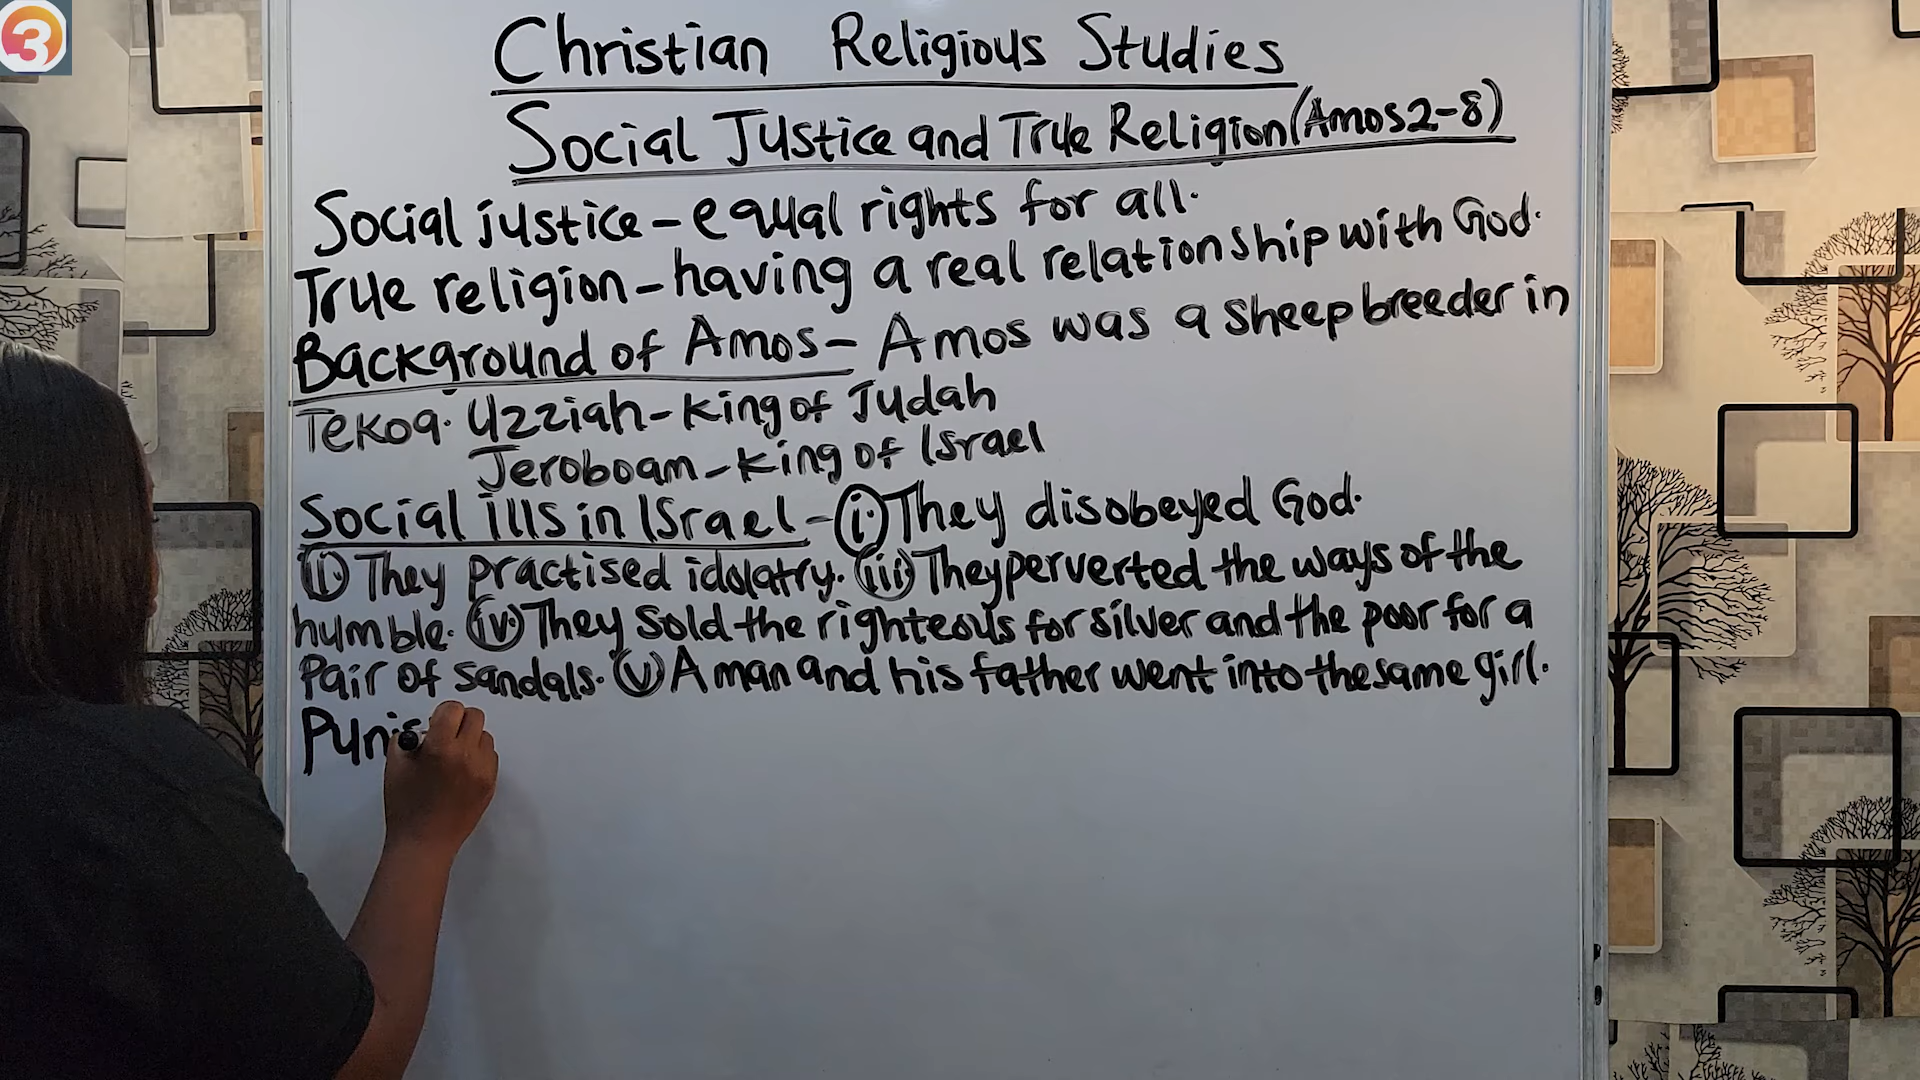 3
Christian Religious Studies
Social Justice and True Religion (Amos 2-8)
Social justice - equal rights for all.
True religion - having a real relationship with God.
Background of Amos - Amos was a sheep breeder in
Tekoa. Uzziah - King of Judah
Jeroboam - King of Israel
Social ills in Israel - (i.) They disobeyed God.
(ii) They practised idolatry. (iii) They perverted the ways of the
humble. (iv.) They sold the righteous for silver and the poor for a
pair of sandals. (v) A man and his father went into the same girl.
Punis